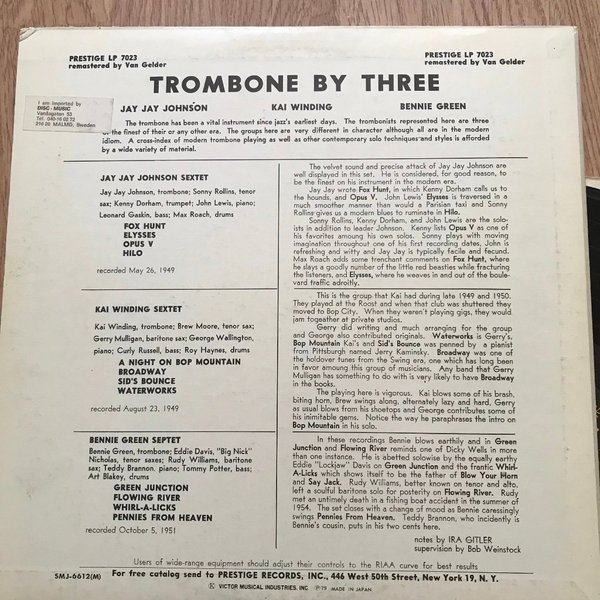 PRESTIGE LP 7023
remastered by Van Gelder
PRESTIGE LP 7023
remastered by Van Gelder
TROMBONE BY THREE
I am imported by
DISC - MUSIC
Vandagatan 53
Tel. 040-16 02 72
216 20 MALMÖ, Sweden
JAY JAY JOHNSON KAI WINDING BENNIE GREEN
The trombone has been a vital instrument since jazz's earliest days. The trombonists represented here are three
of the finest of their or any other era. The groups here are very different in character although all are in the modern
idiom. A cross-index of modern trombone playing as well as other contemporary solo techniques and styles is afforded
by a wide variety of material.
JAY JAY JOHNSON SEXTET
Jay Jay Johnson, trombone; Sonny Rollins, tenor
sax; Kenny Dorham, trumpet; John Lewis, piano;
Leonard Gaskin, bass; Max Roach, drums
FOX HUNT
ELYSSES
OPUS V
HILO
recorded May 26, 1949
The velvet sound and precise attack of Jay Jay Johnson are
well displayed in this set. He is considered, for good reason, to
be the finest on his instrument in the modern era.
Jay Jay wrote Fox Hunt, in which Kenny Dorham calls us to
the hounds, and Opus V. John Lewis' Elysses is traversed in a
much smoother manner than would a Parisian taxi and Sonny
Rollins gives us a modern blues to ruminate in Hilo.
Sonny Rollins, Kenny Dorham, and John Lewis are the solo-
ists in addition to leader Johnson. Kenny lists Opus V as one of
his favorites among his own solos. Sonny plays with moving
imagination throughout one of his first recording dates. John is
refreshing and witty and Jay Jay is typically facile and fecund.
Max Roach adds some trenchant comments on Fox Hunt, where
he slays a goodly number of the little red beasties while fracturing
the listeners, and Elysses, where he weaves in and out of the boule-
vard traffic adroitly.
KAI WINDING SEXTET
Kai Winding, trombone; Brew Moore, tenor sax;
Gerry Mulligan, baritone sax; George Wallington,
piano; Curly Russell, bass; Roy Haynes, drums
A NIGHT ON BOP MOUNTAIN
BROADWAY
SID'S BOUNCE
WATERWORKS
recorded August 23, 1949
This is the group that Kai had during late 1949 and 1950.
They played at the Roost and when that club was shuttered they
moved to Bop City. When they weren't playing gigs, they would
jam together at private studios.
Gerry did writing and much arranging for the group
and George also contributed originals. Waterworks is Gerry's,
Bop Mountain Kai's and Sid's Bounce was penned by a pianist
from Pittsburgh named Jerry Kaminsky. Broadway was one of
the holdover tunes from the Swing era, one which has long been
in favor among this group of musicians. Any band that Gerry
Mulligan has something to do with is very likely to have Broadway
in the books.
The playing here is vigorous. Kai blows some of his brash,
biting horn, Brew swings along, alternately lazy and hard, Gerry
as usual blows from his shoetops and George contributes some of
his inimitable comment. Notice the way he paraphrases the intro on
Bop Mountain in his solo.
BENNIE GREEN SEPTET
Bennie Green, trombone; Eddie Davis, "Big Nick"
Nicholas, tenor saxes; Rudy Williams, baritone
sax; Teddy Brannon, piano; Tommy Potter, bass;
Art Blakey, drums
GREEN JUNCTION
FLOWING RIVER
WHIRL-A-LICKS
PENNIES FROM HEAVEN
recorded October 5, 1951
In these recordings Bennie blows earthily and in Green
Junction and Flowing River reminds one of Dicky Wells in more
than one instance. He is abetted soulwise by the equally earthy
Eddie "Lockjaw" Davis on Green Junction and the frantic Whirl-
A-Licks which shows itself to be the father of Blow Your Horn
and Say Jack. Rudy Williams, better known on tenor and alto,
left a soulful baritone solo for posterity on Flowing River. Rudy
met an untimely death in a fishing boat accident in the summer of
1954. The set closes with a change of mood as Bennie caressingly
swings Pennies From Heaven. Teddy Brannon, who incidently is
Bennie's cousin, puts in his two cents here.
notes by IRA GITLER
supervision by Bob Weinstock
Users of wide-range equipment should adjust their controls to the RIAA curve for best results
SMJ-6612(M) For free catalog send to PRESTIGE RECORDS, INC., 446 West 50th Street, New York 19, N. Y.
VICTOR MUSICAL INDUSTRIES, INC. ℗ '79 MADE IN JAPAN